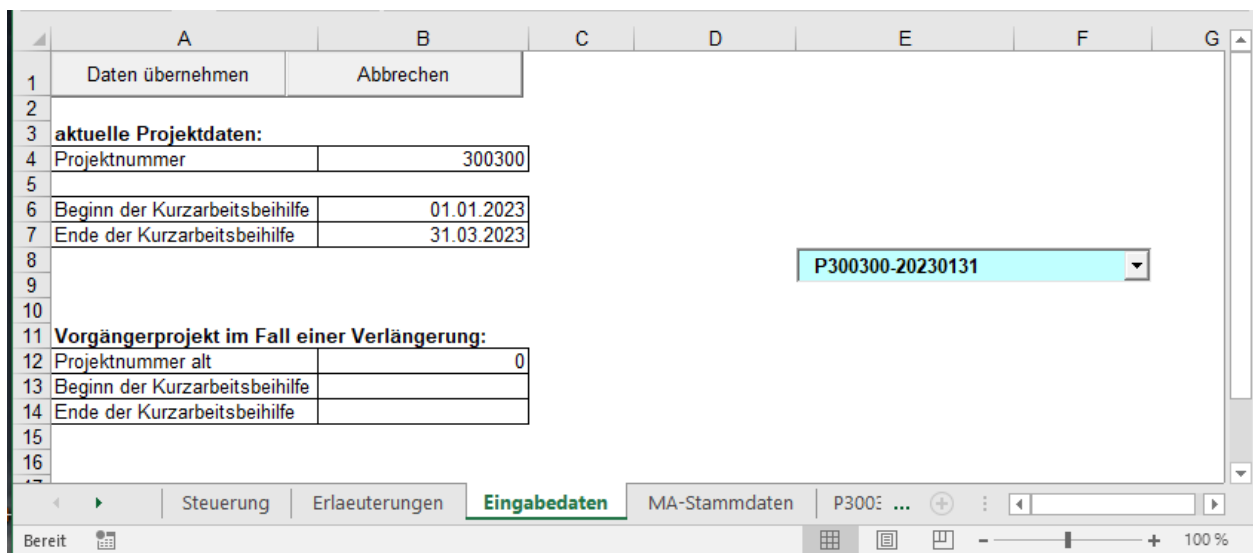 A B C D E F G
1 Daten übernehmen Abbrechen
2
3 aktuelle Projektdaten:
4 Projektnummer 300300
5
6 Beginn der Kurzarbeitsbeihilfe 01.01.2023
7 Ende der Kurzarbeitsbeihilfe 31.03.2023
8 P300300-20230131
9
10
11 Vorgängerprojekt im Fall einer Verlängerung:
12 Projektnummer alt 0
13 Beginn der Kurzarbeitsbeihilfe
14 Ende der Kurzarbeitsbeihilfe
15
16
Steuerung Erlaeuterungen Eingabedaten MA-Stammdaten P300 ...
Bereit 100 %